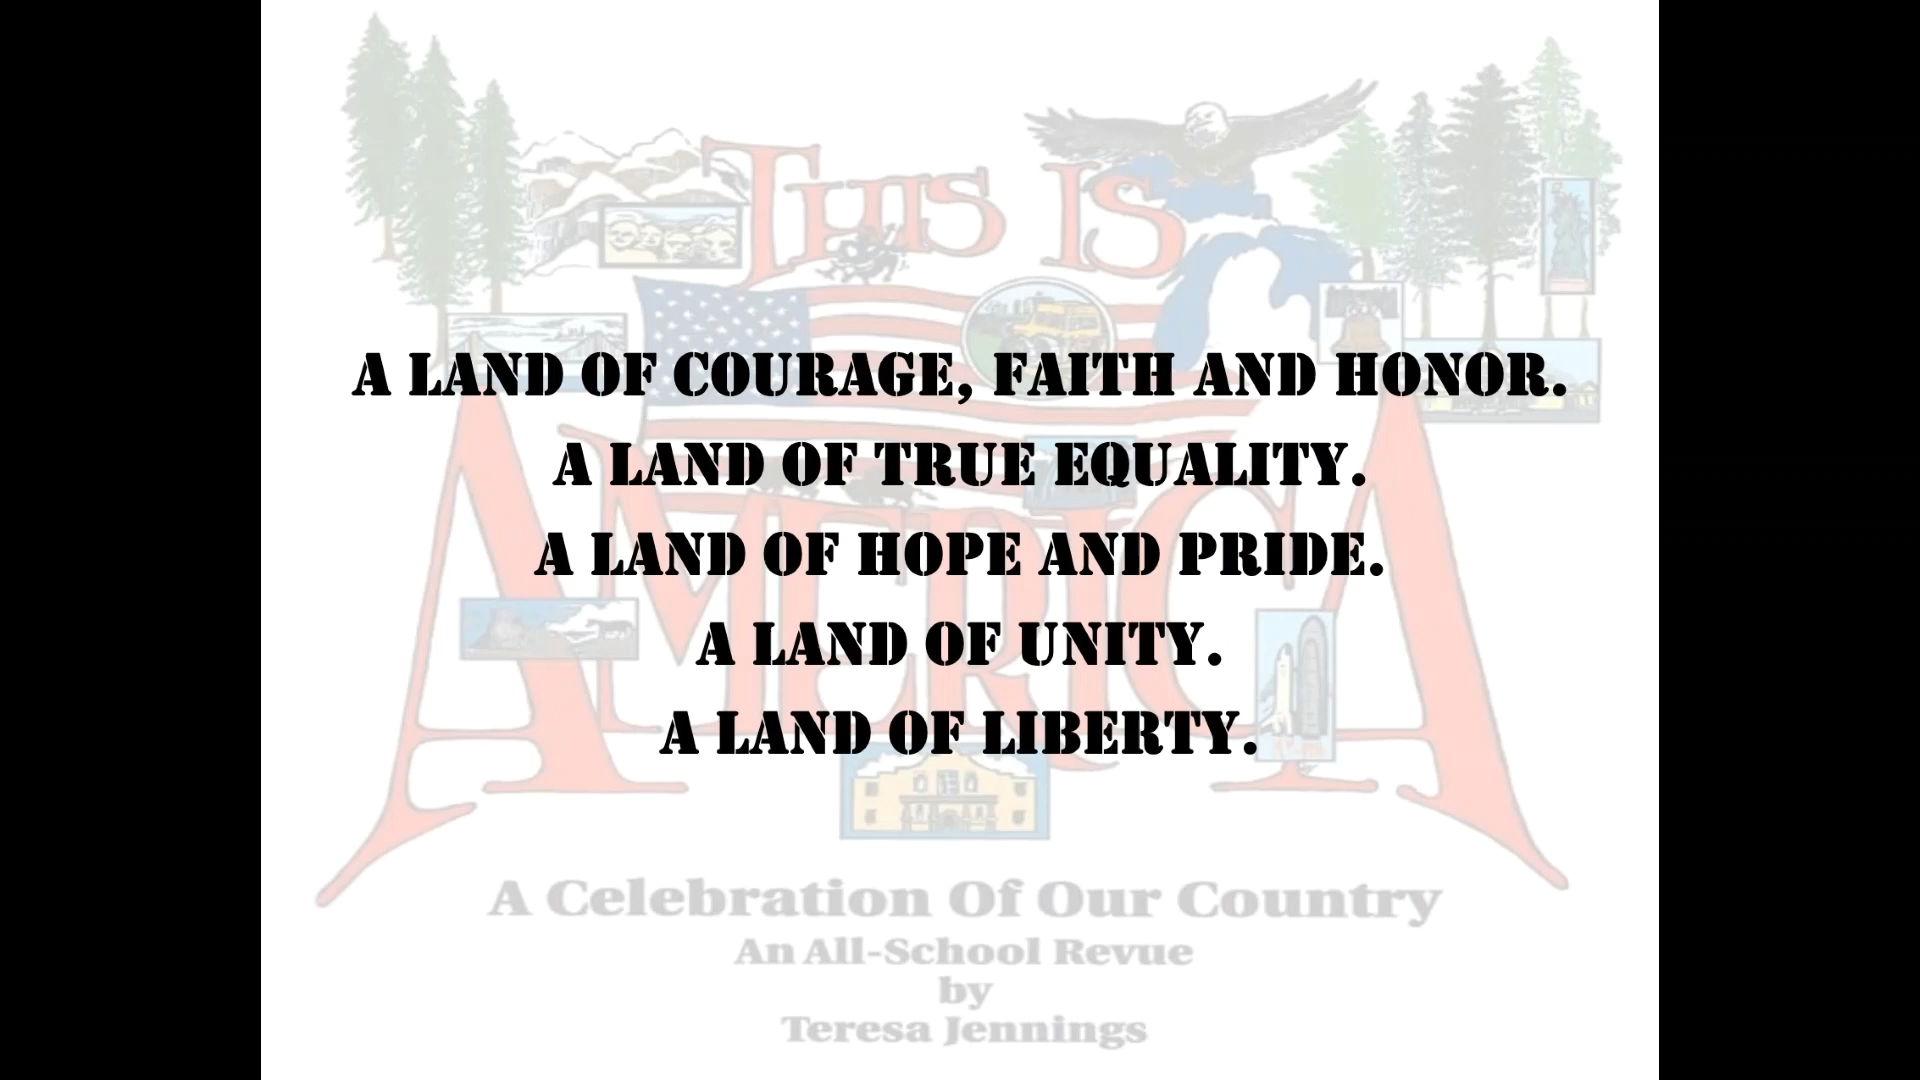 THIS IS
AMERICA
A LAND OF COURAGE, FAITH AND HONOR.
A LAND OF TRUE EQUALITY.
A LAND OF HOPE AND PRIDE.
A LAND OF UNITY.
A LAND OF LIBERTY.
A Celebration Of Our Country
An All-School Revue
by
Teresa Jennings